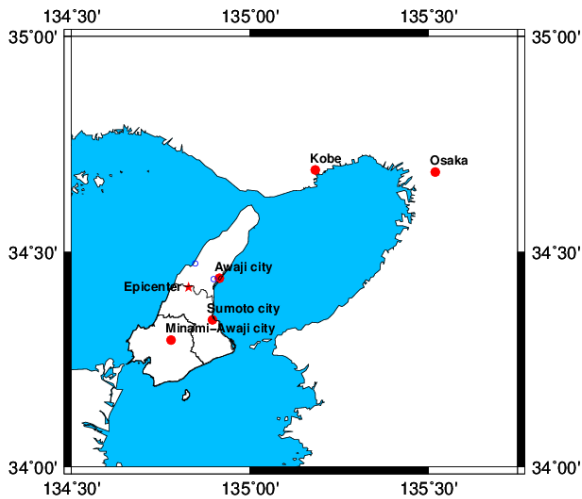 134˚30' 135˚00' 135˚30'
35˚00' 35˚00'
Kobe
Osaka
34˚30' 34˚30'
Awaji city
Epicenter
Sumoto city
Minami-Awaji city
34˚00' 34˚00'
134˚30' 135˚00' 135˚30'